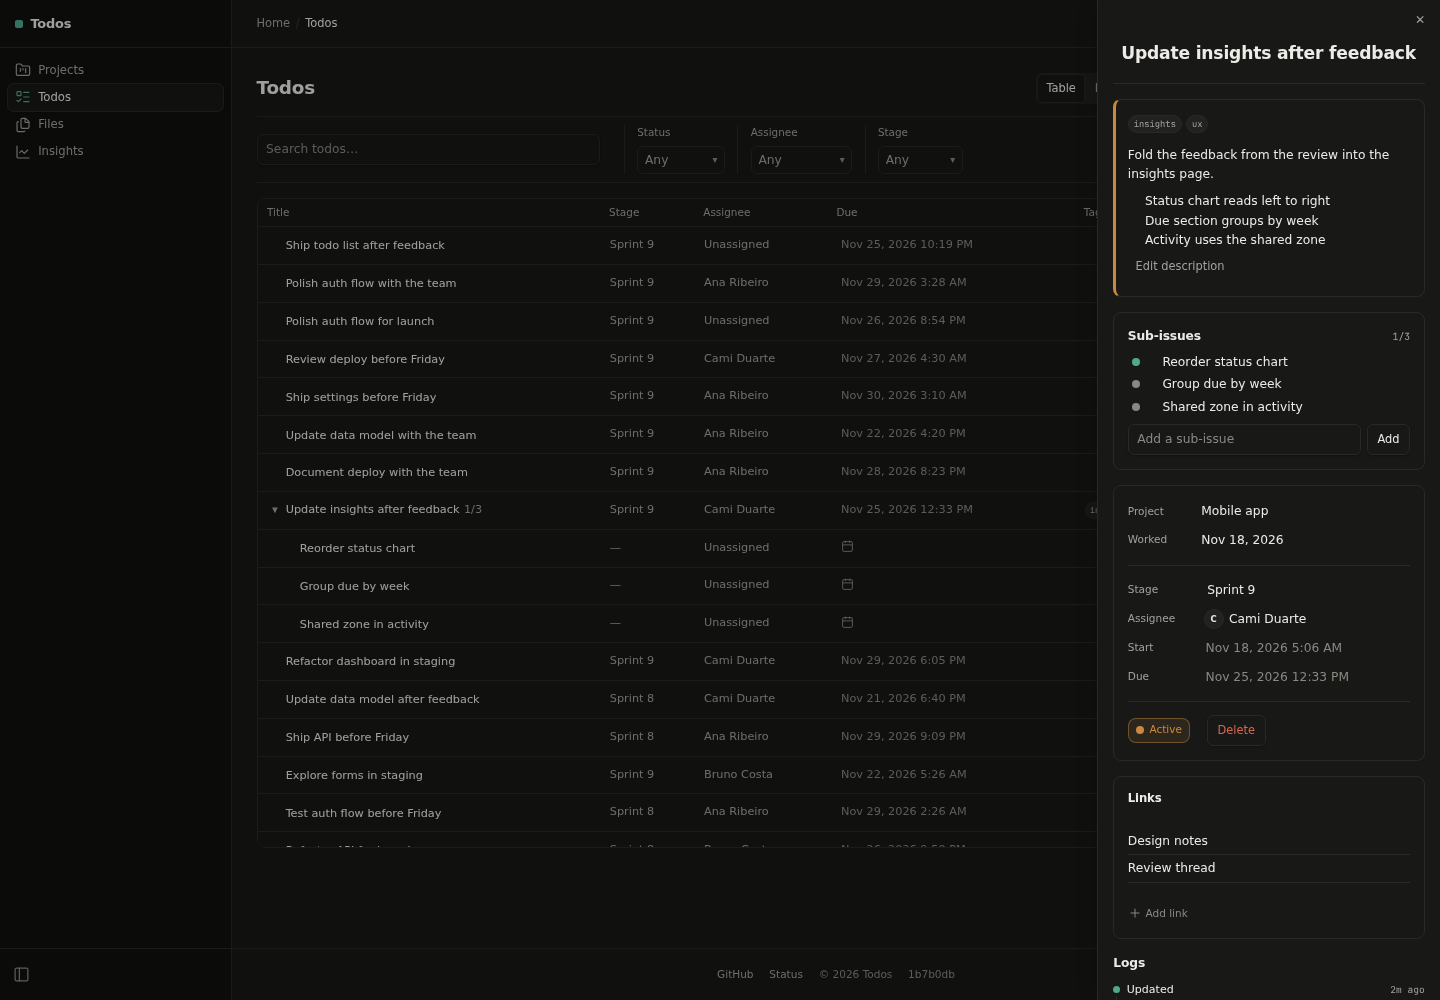 Todos
Projects
Todos
Files
Insights
Home / Todos
Todos
Table
Search todos...
Status
Any
Assignee
Any
Stage
Any
Title Stage Assignee Due
Ship todo list after feedback Sprint 9 Unassigned Nov 25, 2026 10:19 PM
Polish auth flow with the team Sprint 9 Ana Ribeiro Nov 29, 2026 3:28 AM
Polish auth flow for launch Sprint 9 Unassigned Nov 26, 2026 8:54 PM
Review deploy before Friday Sprint 9 Cami Duarte Nov 27, 2026 4:30 AM
Ship settings before Friday Sprint 9 Ana Ribeiro Nov 30, 2026 3:10 AM
Update data model with the team Sprint 9 Ana Ribeiro Nov 22, 2026 4:20 PM
Document deploy with the team Sprint 9 Ana Ribeiro Nov 28, 2026 8:23 PM
Update insights after feedback 1/3 Sprint 9 Cami Duarte Nov 25, 2026 12:33 PM
Reorder status chart — Unassigned
Group due by week — Unassigned
Shared zone in activity — Unassigned
Refactor dashboard in staging Sprint 9 Cami Duarte Nov 29, 2026 6:05 PM
Update data model after feedback Sprint 8 Cami Duarte Nov 21, 2026 6:40 PM
Ship API before Friday Sprint 8 Ana Ribeiro Nov 29, 2026 9:09 PM
Explore forms in staging Sprint 9 Bruno Costa Nov 22, 2026 5:26 AM
Test auth flow before Friday Sprint 8 Ana Ribeiro Nov 29, 2026 2:26 AM
GitHub Status © 2026 Todos 1b7b0db
Update insights after feedback
insights ux
Fold the feedback from the review into the
insights page.
Status chart reads left to right
Due section groups by week
Activity uses the shared zone
Edit description
Sub-issues 1/3
Reorder status chart
Group due by week
Shared zone in activity
Add a sub-issue Add
Project Mobile app
Worked Nov 18, 2026
Stage Sprint 9
Assignee C Cami Duarte
Start Nov 18, 2026 5:06 AM
Due Nov 25, 2026 12:33 PM
Active Delete
Links
Design notes
Review thread
Add link
Logs
Updated 2m ago